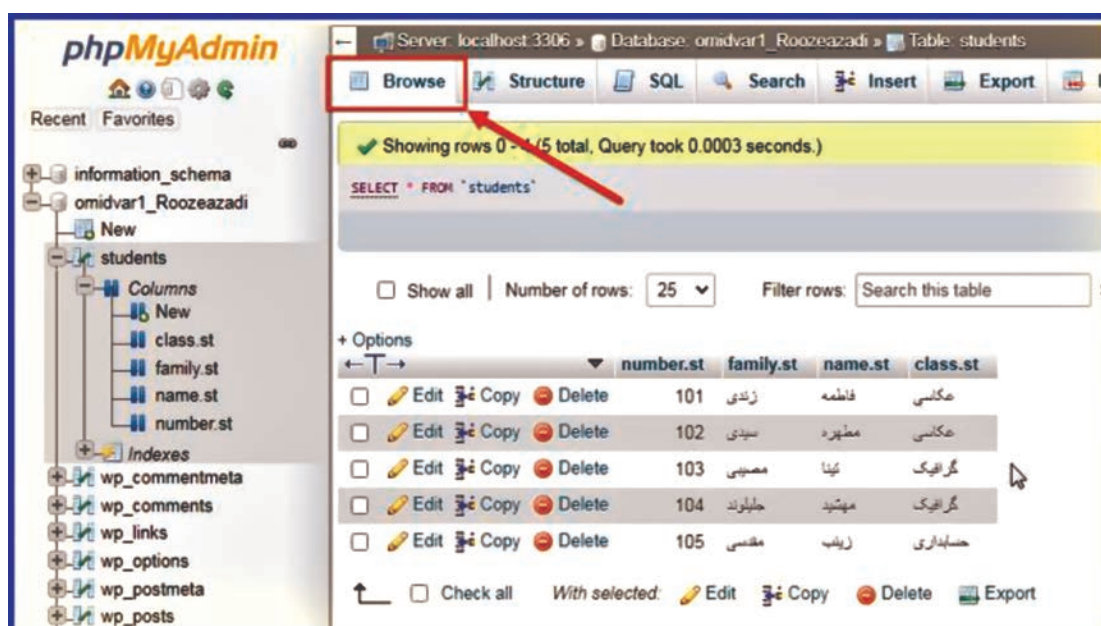 phpMyAdmin
Recent Favorites
information_schema
omidvar1_Roozeazadi
New
students
Columns
New
class.st
family.st
name.st
number.st
Indexes
wp_commentmeta
wp_comments
wp_links
wp_options
wp_postmeta
wp_posts
Server: localhost:3306 » Database: omidvar1_Roozeazadi » Table: students
Browse Structure SQL Search Insert Export
Showing rows 0 - 4 (5 total, Query took 0.0003 seconds.)
SELECT * FROM `students`
Show all | Number of rows: 25 Filter rows: Search this table
+ Options
←T→ number.st family.st name.st class.st
Edit Copy Delete 101 زندی فاطمه عکاسی
Edit Copy Delete 102 سیدی مطهره عکاسی
Edit Copy Delete 103 مصیبی تینا گرافیک
Edit Copy Delete 104 جلیلوند مهشید گرافیک
Edit Copy Delete 105 مقدسی زینب حسابداری
Check all With selected: Edit Copy Delete Export